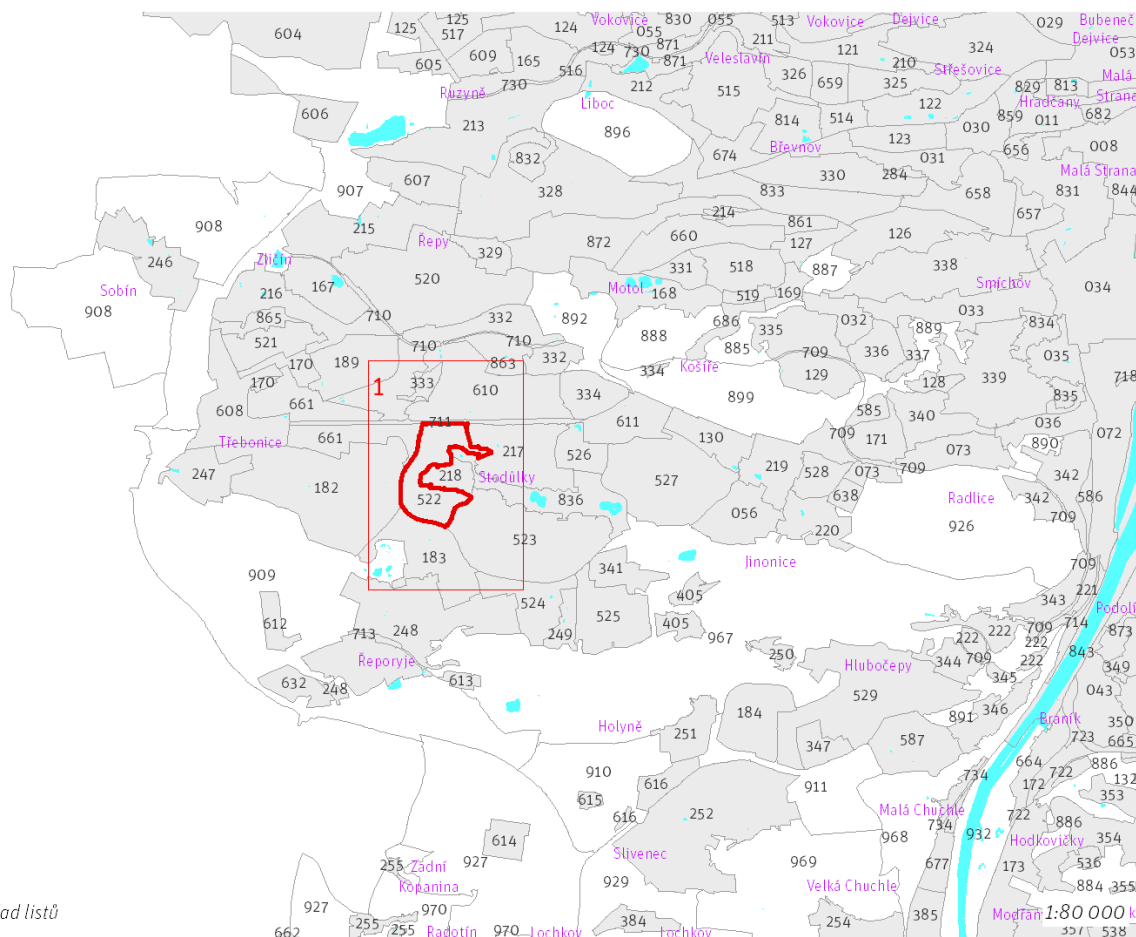 604 125 125 517 124 Vokovice 830 055 513 Vokovice Dejvice 029 Bubeneč
055 Dejvice
609 165 124 730 871 211 121 324 053
605 516 871 Veleslavín 210 Střešovice Malá
Ruzyně 730 212 515 326 659 325 829 813 Strana
606 Liboc 122 Hradčany
213 896 814 514 030 859 011 682
832 674 Břevnov 123 031 656 008
607 328 330 284 Malá Strana
907 833 658 831 844
908 214 861 657
215 Řepy 872 660 127 126
246 Zličín 329 331 518 887 338
Sobín 216 167 520 Motol 168 519 169 Smíchov 034
908 865 710 332 892 686 335 032 889 033 834
521 710 710 888 885 709 336 337 035
170 189 863 332 334 Košíře 129 128 339 718
170 1 333 610 899 835
608 661 334 585 340 036
Třebonice 661 711 611 130 709 171 073 890 072
247 182 217 526 219 528 073 709 342
218 Stodůlky 527 638 Radlice 342 586
522 836 056 926 709
523 220
183 341 Jinonice 709
909 405 221
524 525 343 Podolí
612 713 248 249 405 967 222 222 709 714 873
Řeporyje 250 Hlubočepy 344 709 222 222 843 349
632 248 613 529 345 043
Holyně 184 891 346 Braník 350
251 347 587 723 665
910 664 886
616 911 734 172 722 132
615 252 Malá Chuchle 722 353
616 734 932 886
614 968 Hodkovičky 354
255 Zádní 927 Slivenec 969 677 173 536
Kopanina 929 Velká Chuchle 884 355
927 970 385 Modřan 1:80 000 k
ad listů 255 384 254
662 255 Radotín 970 Lochkov Lochkov 357 538